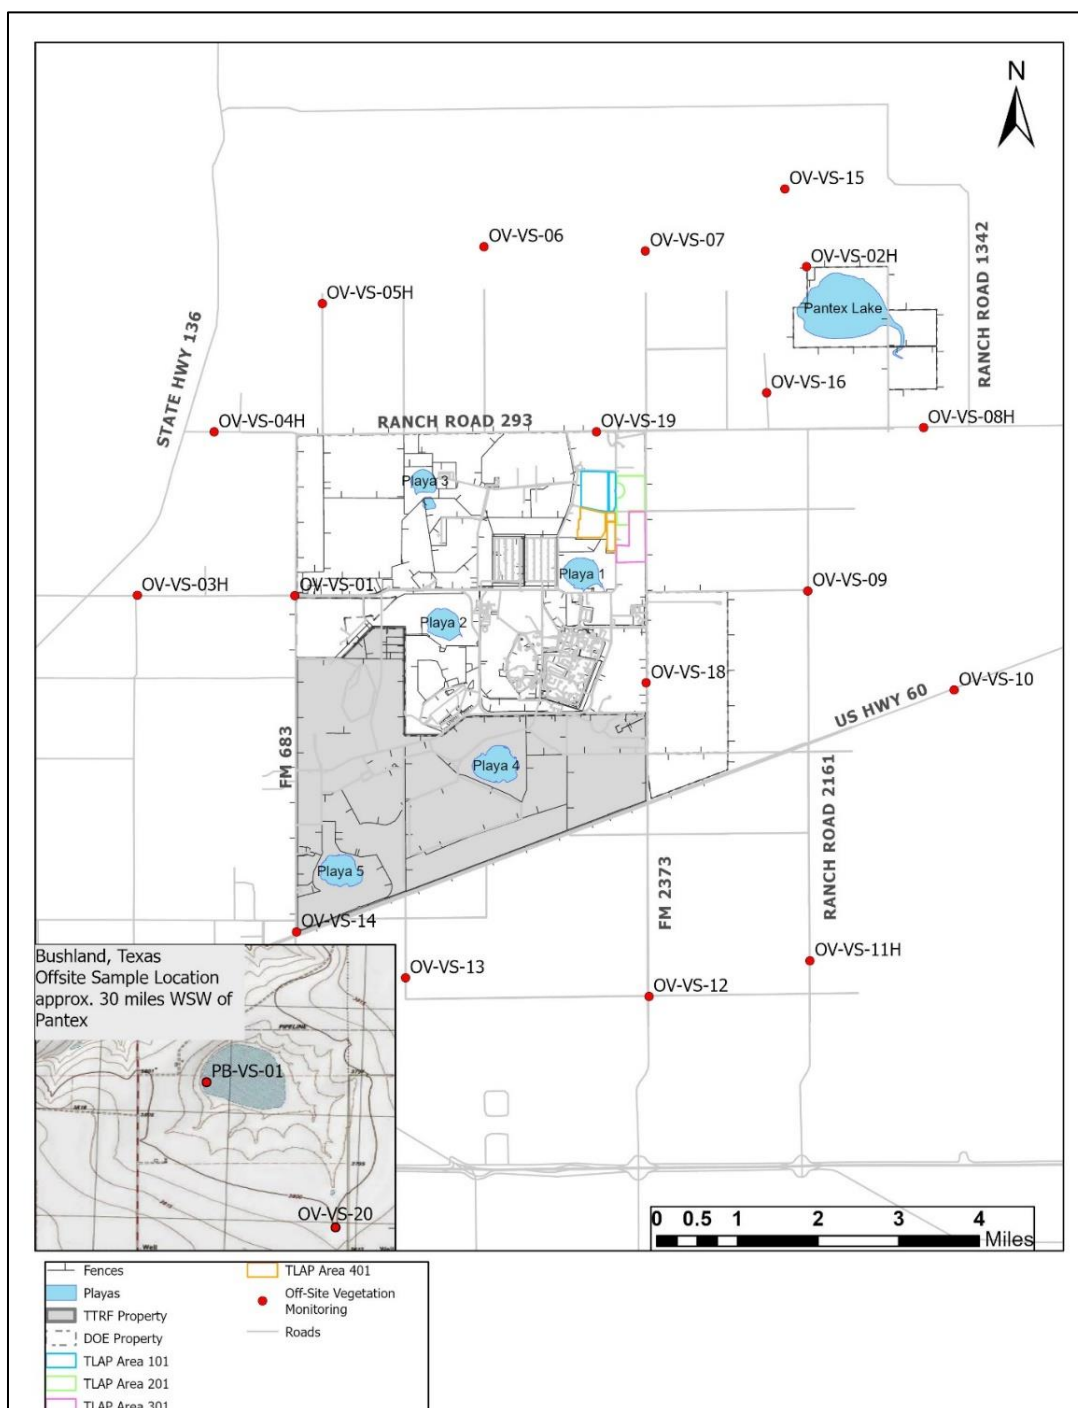 N
OV-VS-15
OV-VS-06
OV-VS-07
OV-VS-02H
OV-VS-05H
Pantex Lake
RANCH ROAD 1342
STATE HWY 136
OV-VS-16
OV-VS-04H
RANCH ROAD 293
OV-VS-19
OV-VS-08H
Playa 3
Playa 1
OV-VS-03H
OV-VS-01
OV-VS-09
Playa 2
OV-VS-18
OV-VS-10
US HWY 60
FM 683
Playa 4
RANCH ROAD 2161
Playa 5
FM 2373
OV-VS-14
Bushland, Texas
Offsite Sample Location
approx. 30 miles WSW of
Pantex
OV-VS-13
OV-VS-11H
OV-VS-12
PIPELINE
PB-VS-01
OV-VS-20
Well
0 0.5 1 2 3 4
Miles
Fences
Playas
TTRF Property
DOE Property
TLAP Area 101
TLAP Area 201
TLAP Area 301
TLAP Area 401
Off-Site Vegetation
Monitoring
Roads